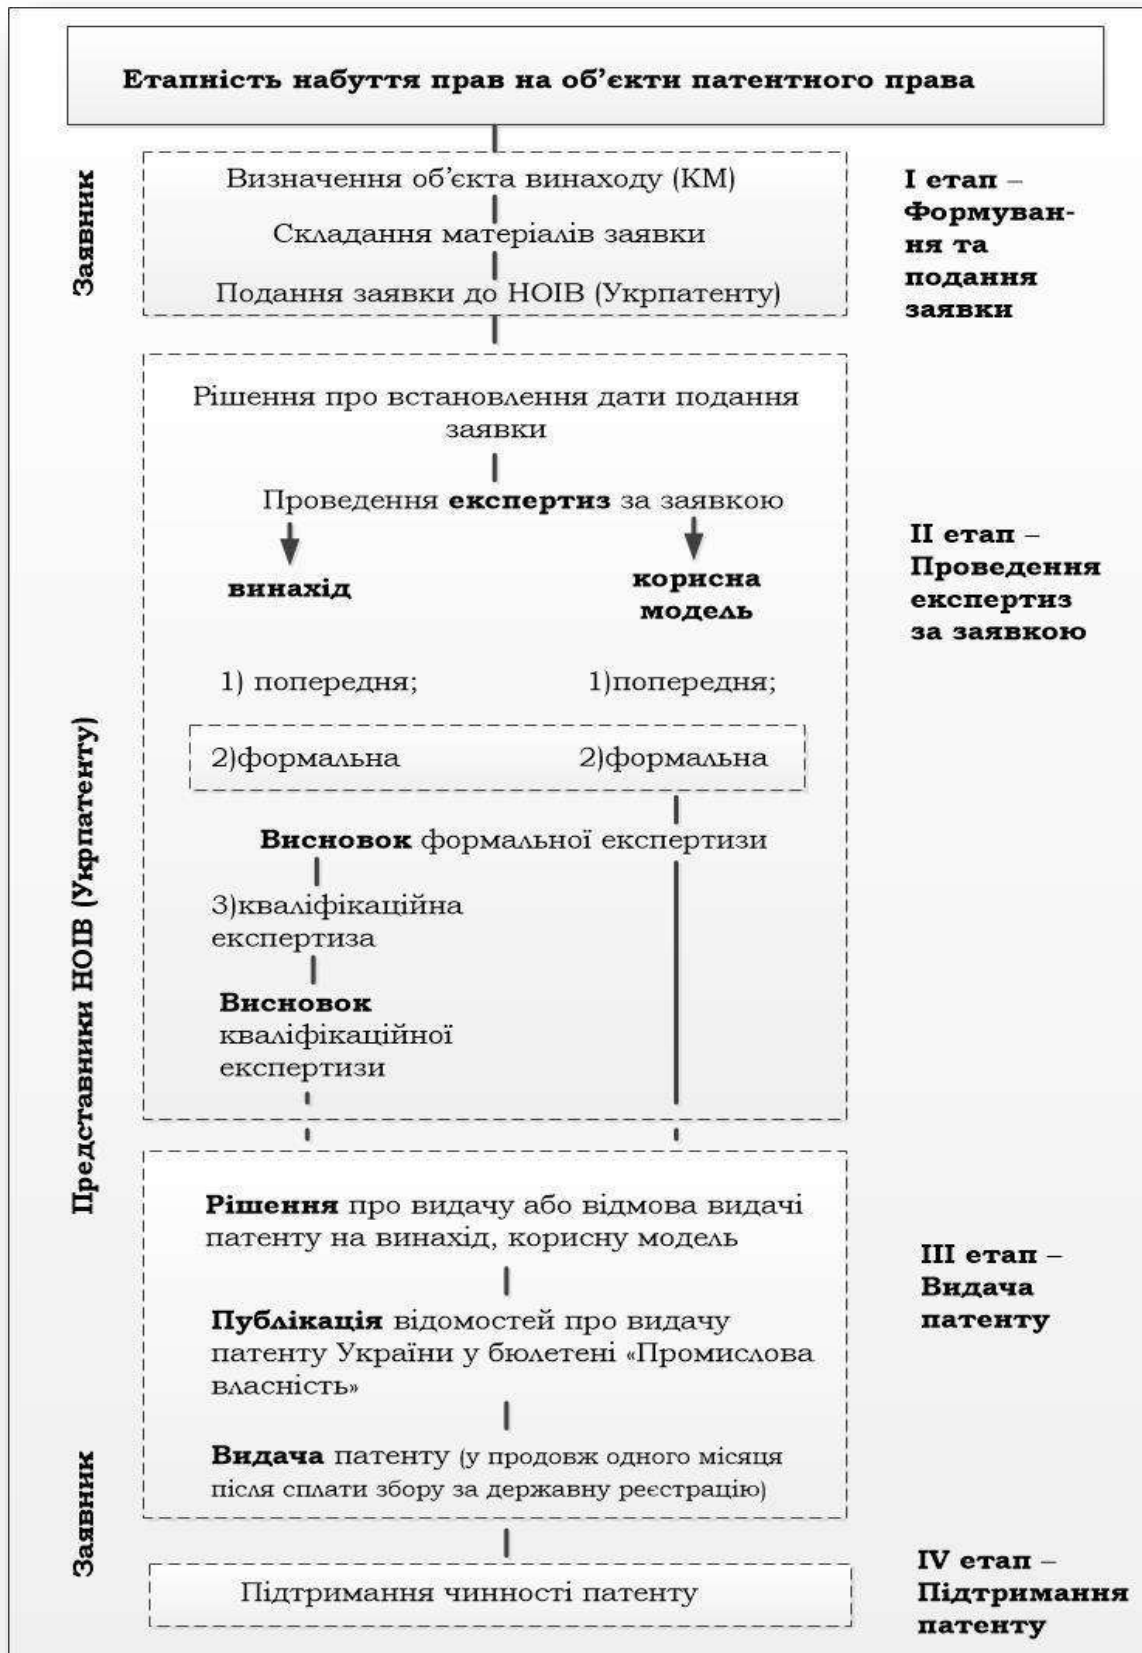 Етапність набуття прав на об’єкти патентного права
Заявник
Визначення об’єкта винаходу (КМ)
Складання матеріалів заявки
Подання заявки до НОІВ (Укрпатенту)
I етап –
Формуван-
ня та
подання
заявки
Представники НОІВ (Укрпатенту)
Рішення про встановлення дати подання
заявки
Проведення експертиз за заявкою
винахід
корисна
модель
1) попередня;
1)попередня;
2)формальна
2)формальна
Висновок формальної експертизи
3)кваліфікаційна
експертиза
Висновок
кваліфікаційної
експертизи
II етап –
Проведення
експертиз
за заявкою
Рішення про видачу або відмова видачі
патенту на винахід, корисну модель
Публікація відомостей про видачу
патенту України у бюлетені «Промислова
власність»
Видача патенту (у продовж одного місяця
після сплати збору за державну реєстрацію)
III етап –
Видача
патенту
Заявник
Підтримання чинності патенту
IV етап –
Підтримання
патенту